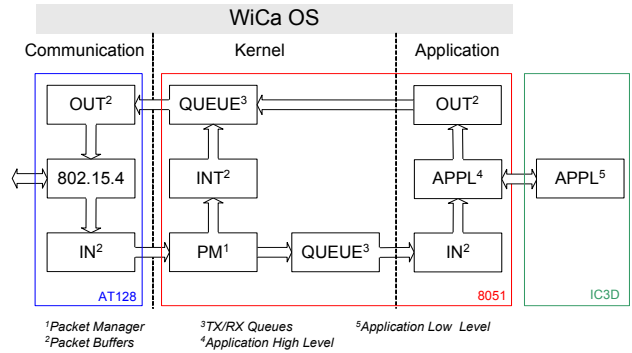 WiCa OS
Communication Kernel Application
OUT² QUEUE³ OUT²
802.15.4 INT² APPL⁴ APPL⁵
IN² PM¹ QUEUE³ IN²
AT128 8051 IC3D
¹Packet Manager ³TX/RX Queues ⁵Application Low Level
²Packet Buffers ⁴Application High Level